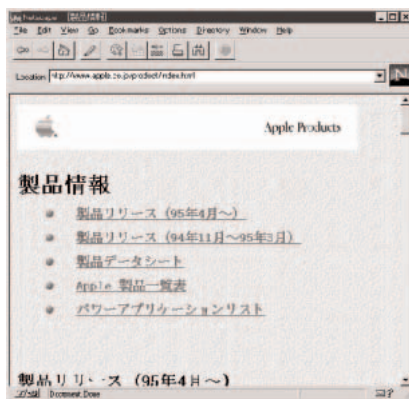 Netscape - [製品情報]
File Edit View Go Bookmarks Options Directory Window Help
Location: http://www.apple.co.jp/product/index.html
Apple Products
製品情報
製品リリース (95年4月〜)
製品リリース (94年11月〜95年3月)
製品データシート
Apple 製品一覧表
パワーアプリケーションリスト
製品リリース (95年4月〜)
Document: Done